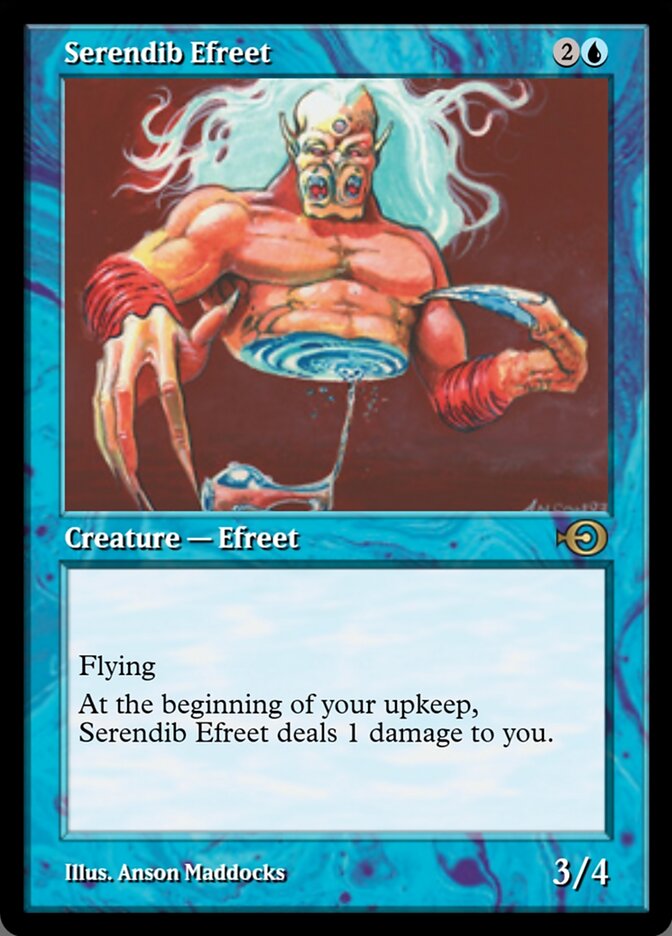 Serendib Efreet 2
Creature — Efreet
Flying
At the beginning of your upkeep,
Serendib Efreet deals 1 damage to you.
Illus. Anson Maddocks 3/4